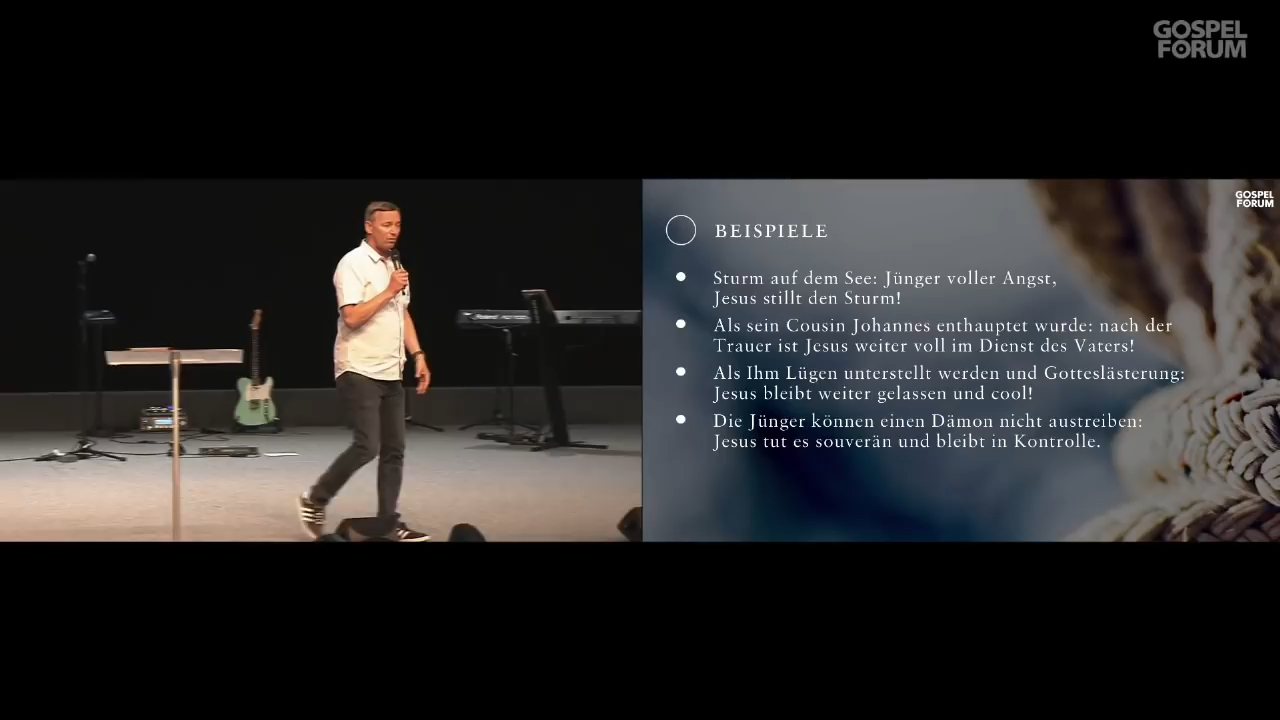 GOSPEL
FORUM
GOSPEL
FORUM
BEISPIELE
Sturm auf dem See: Jünger voller Angst,
Jesus stillt den Sturm!
Als sein Cousin Johannes enthauptet wurde: nach der
Trauer ist Jesus weiter voll im Dienst des Vaters!
Als Ihm Lügen unterstellt werden und Gotteslästerung:
Jesus bleibt weiter gelassen und cool!
Die Jünger können einen Dämon nicht austreiben:
Jesus tut es souverän und bleibt in Kontrolle.
Roland